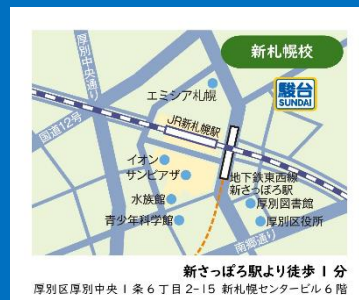 新札幌校
厚別中央通り
エミシア札幌
駿台
SUNDAI
国道12号
JR新札幌駅
イオン
サンピアザ
水族館
青少年科学館
地下鉄東西線
新さっぽろ駅
厚別図書館
厚別区役所
南郷通り
新さっぽろ駅より徒歩1分
厚別区厚別中央1条6丁目2-15 新札幌センタービル6階